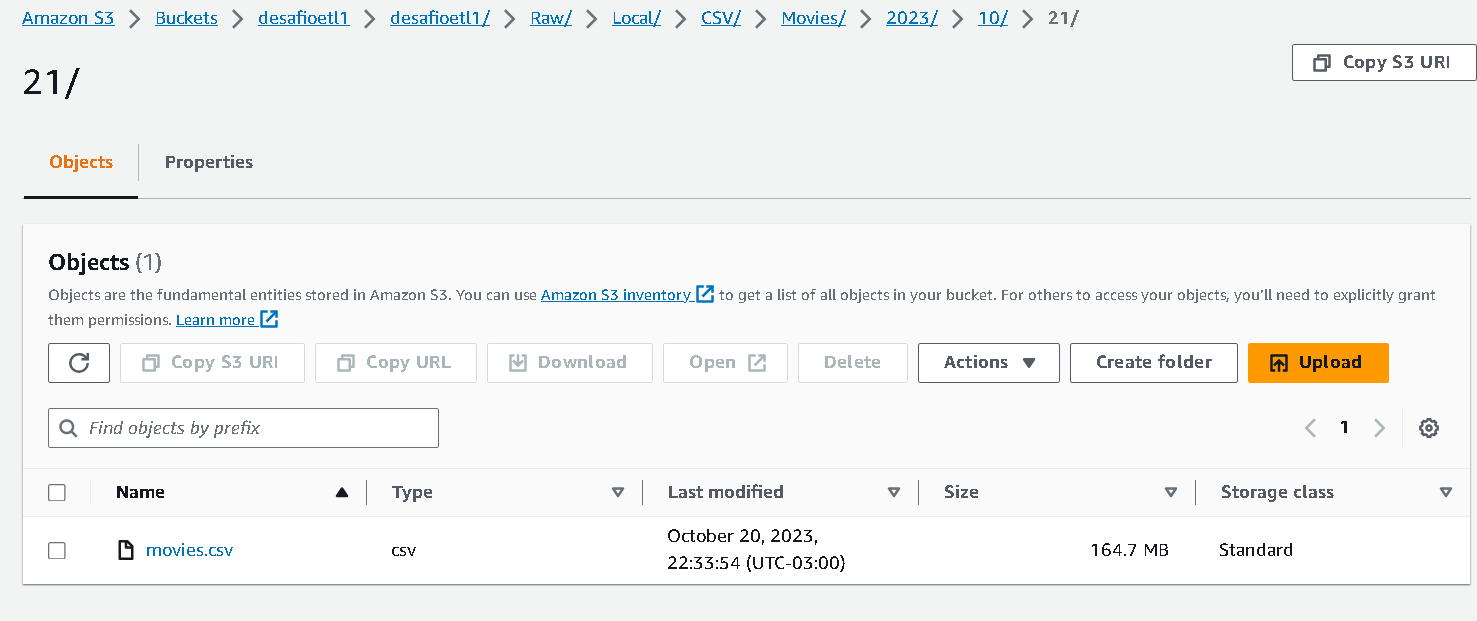 Amazon S3 > Buckets > desafioetl1 > desafioetl1/ > Raw/ > Local/ > CSV/ > Movies/ > 2023/ > 10/ > 21/
21/
Copy S3 URI
Objects Properties
Objects (1)
Objects are the fundamental entities stored in Amazon S3. You can use Amazon S3 inventory to get a list of all objects in your bucket. For others to access your objects, you'll need to explicitly grant
them permissions. Learn more
Copy S3 URI Copy URL Download Open Delete Actions Create folder Upload
Find objects by prefix
1
Name Type Last modified Size Storage class
movies.csv csv October 20, 2023, 22:33:54 (UTC-03:00) 164.7 MB Standard